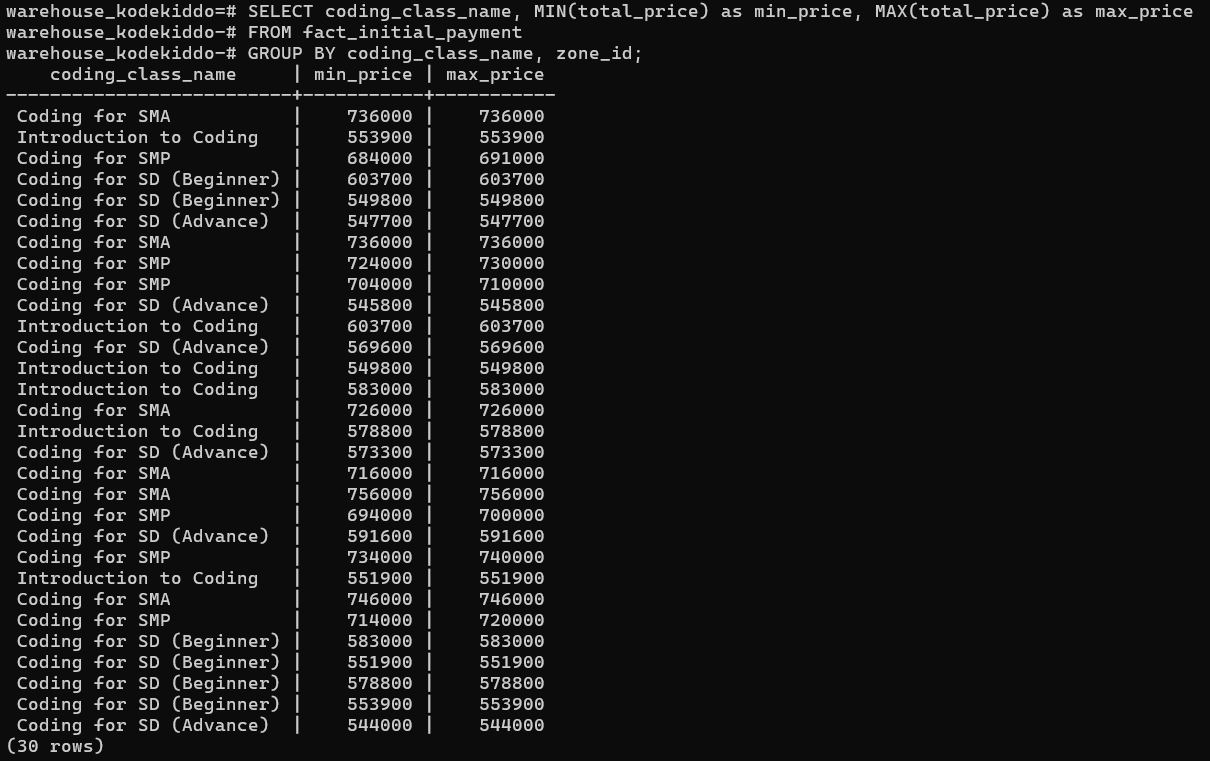 warehouse_kodekiddo=# SELECT coding_class_name, MIN(total_price) as min_price, MAX(total_price) as max_price
warehouse_kodekiddo-# FROM fact_initial_payment
warehouse_kodekiddo-# GROUP BY coding_class_name, zone_id;
    coding_class_name     | min_price | max_price
--------------------------+-----------+-----------
 Coding for SMA           |    736000 |    736000
 Introduction to Coding   |    553900 |    553900
 Coding for SMP           |    684000 |    691000
 Coding for SD (Beginner) |    603700 |    603700
 Coding for SD (Beginner) |    549800 |    549800
 Coding for SD (Advance)  |    547700 |    547700
 Coding for SMA           |    736000 |    736000
 Coding for SMP           |    724000 |    730000
 Coding for SMP           |    704000 |    710000
 Coding for SD (Advance)  |    545800 |    545800
 Introduction to Coding   |    603700 |    603700
 Coding for SD (Advance)  |    569600 |    569600
 Introduction to Coding   |    549800 |    549800
 Introduction to Coding   |    583000 |    583000
 Coding for SMA           |    726000 |    726000
 Introduction to Coding   |    578800 |    578800
 Coding for SD (Advance)  |    573300 |    573300
 Coding for SMA           |    716000 |    716000
 Coding for SMA           |    756000 |    756000
 Coding for SMP           |    694000 |    700000
 Coding for SD (Advance)  |    591600 |    591600
 Coding for SMP           |    734000 |    740000
 Introduction to Coding   |    551900 |    551900
 Coding for SMA           |    746000 |    746000
 Coding for SMP           |    714000 |    720000
 Coding for SD (Beginner) |    583000 |    583000
 Coding for SD (Beginner) |    551900 |    551900
 Coding for SD (Beginner) |    578800 |    578800
 Coding for SD (Beginner) |    553900 |    553900
 Coding for SD (Advance)  |    544000 |    544000
(30 rows)